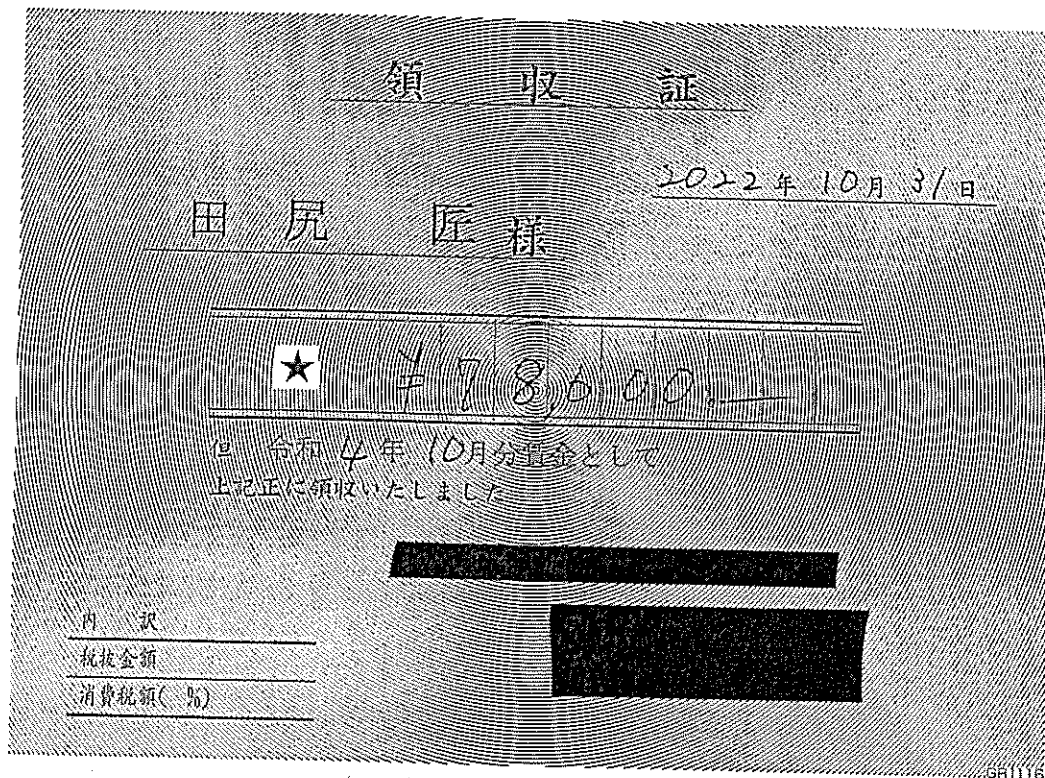 領 収 証
2022年 10月 31日
田 尻 匠 様
★ ¥78,600.—
但 令和 4年 10月分賃金として
上記正に領収いたしました
内 訳
税抜金額
消費税額( %)
GR1116